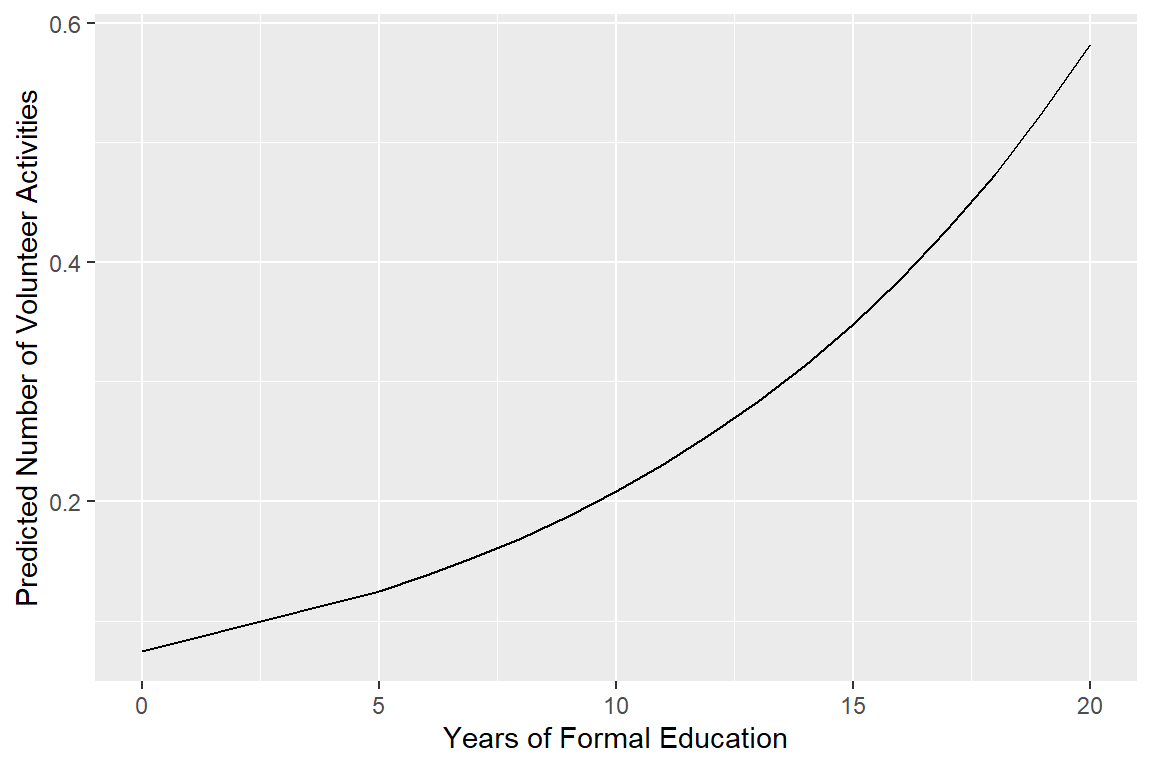 Predicted Number of Volunteer Activities
0.6
0.4
0.2
0 5 10 15 20
Years of Formal Education